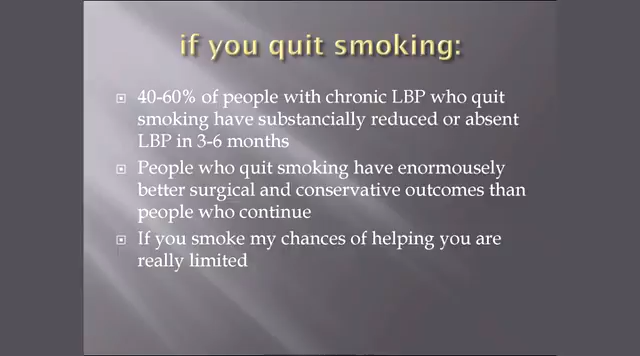 if you quit smoking:
40-60% of people with chronic LBP who quit
smoking have substancially reduced or absent
LBP in 3-6 months
People who quit smoking have enormousely
better surgical and conservative outcomes than
people who continue
If you smoke my chances of helping you are
really limited